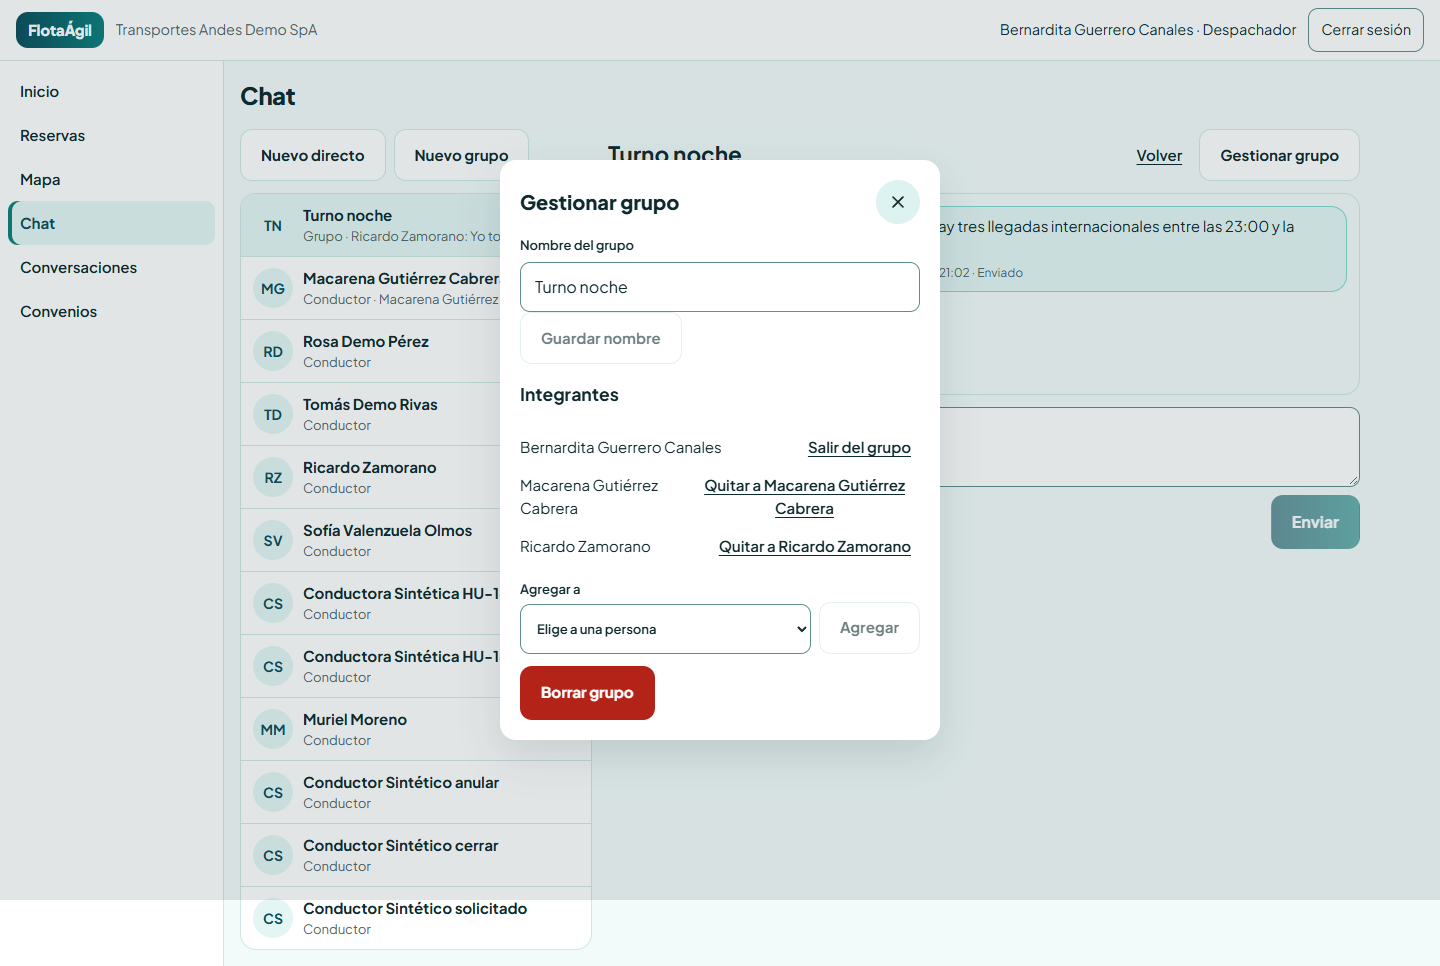 FlotaÁgil
Transportes Andes Demo SpA
Bernardita Guerrero Canales · Despachador
Cerrar sesión
Inicio
Reservas
Mapa
Chat
Conversaciones
Convenios
Chat
Nuevo directo
Nuevo grupo
TN
Turno noche
Grupo · Ricardo Zamorano: Yo to
MG
Macarena Gutiérrez Cabrer
Conductor · Macarena Gutiérrez
RD
Rosa Demo Pérez
Conductor
TD
Tomás Demo Rivas
Conductor
RZ
Ricardo Zamorano
Conductor
SV
Sofía Valenzuela Olmos
Conductor
CS
Conductora Sintética HU-1
Conductor
CS
Conductora Sintética HU-1
Conductor
MM
Muriel Moreno
Conductor
CS
Conductor Sintético anular
Conductor
CS
Conductor Sintético cerrar
Conductor
CS
Conductor Sintético solicitado
Conductor
Turno noche
Volver
Gestionar grupo
ay tres llegadas internacionales entre las 23:00 y la
21:02 · Enviado
Enviar
Gestionar grupo
Nombre del grupo
Turno noche
Guardar nombre
Integrantes
Bernardita Guerrero Canales
Salir del grupo
Macarena Gutiérrez
Cabrera
Quitar a Macarena Gutiérrez
Cabrera
Ricardo Zamorano
Quitar a Ricardo Zamorano
Agregar a
Elige a una persona
Agregar
Borrar grupo